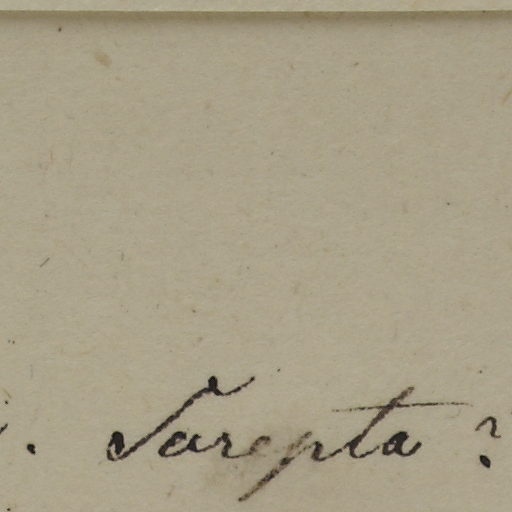 . Sarepta ?